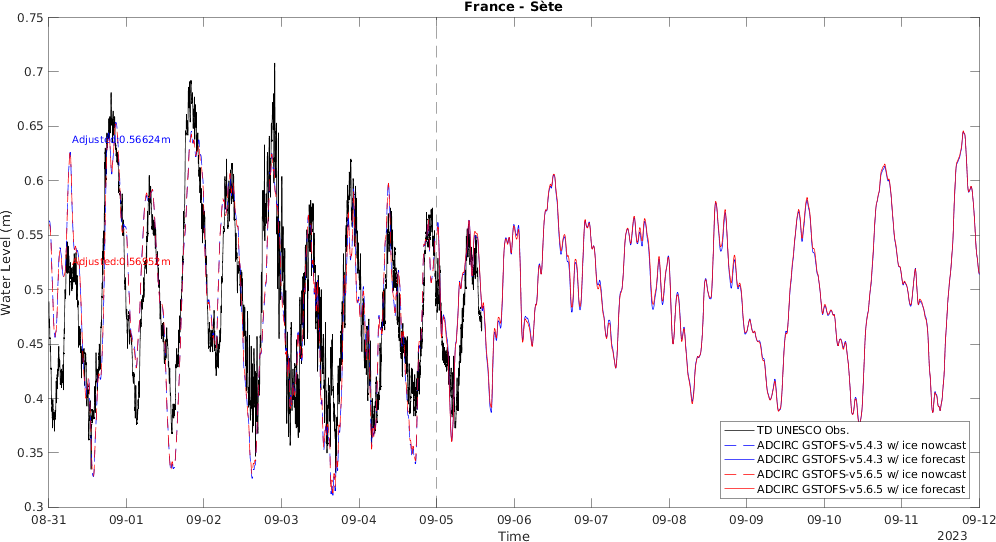 France - Sète
0.75
0.7
0.65
0.6
0.55
0.5
0.45
0.4
0.35
0.3
Water Level (m)
Adjusted:0.56624m
Adjusted:0.56952m
TD UNESCO Obs.
ADCIRC GSTOFS-v5.4.3 w/ ice nowcast
ADCIRC GSTOFS-v5.4.3 w/ ice forecast
ADCIRC GSTOFS-v5.6.5 w/ ice nowcast
ADCIRC GSTOFS-v5.6.5 w/ ice forecast
08-31 09-01 09-02 09-03 09-04 09-05 09-06 09-07 09-08 09-09 09-10 09-11 09-12
Time
2023